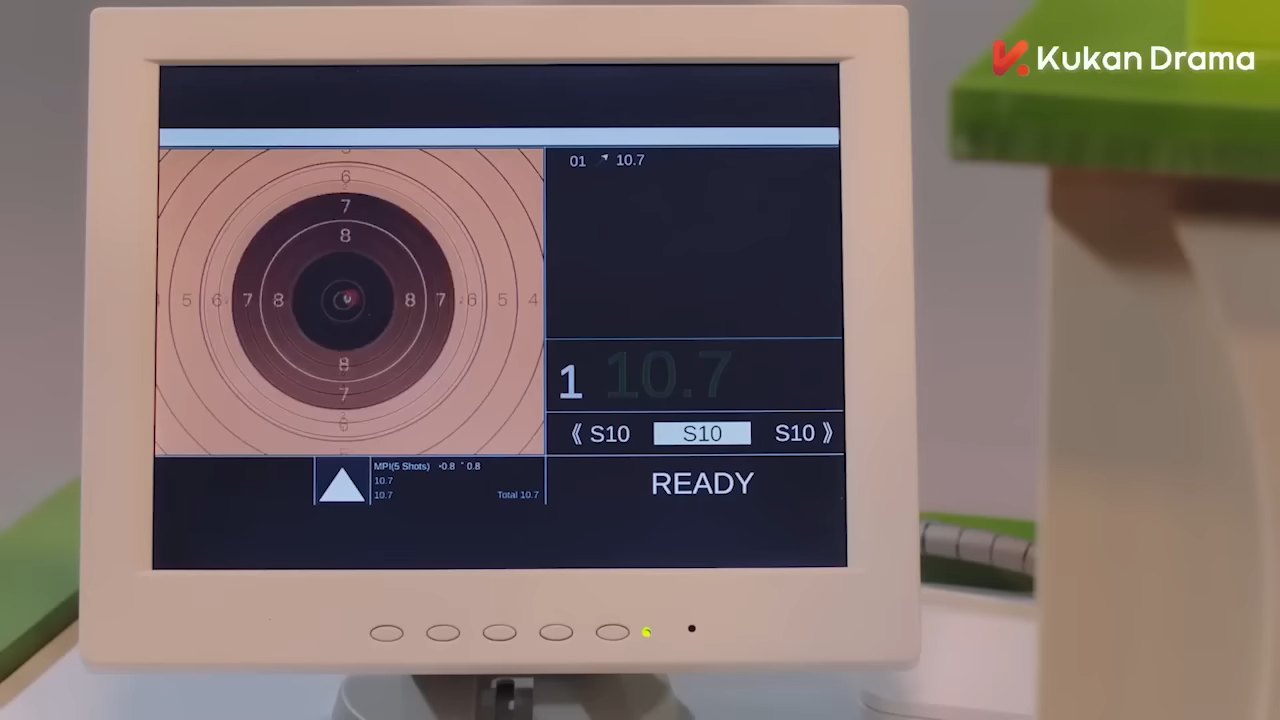 Kukan Drama
01 10.7
6
7
8
5 6 7 8 8 7 6 5 4
8
7
6
1 10.7
《 S10 S10 S10 》
MPI(5 Shots) -0.8 0.8
10.7
10.7 Total 10.7
READY